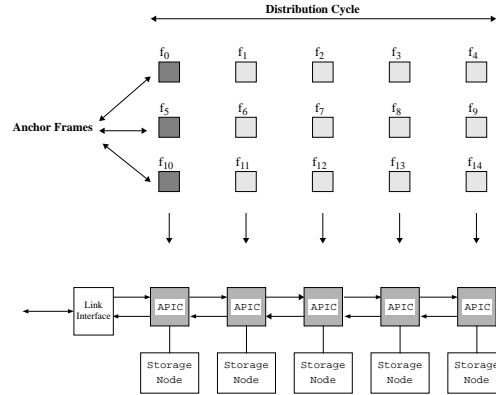 Distribution Cycle
f0 f1 f2 f3 f4
f5 f6 f7 f8 f9
Anchor Frames
f10 f11 f12 f13 f14
Link
Interface
APIC APIC APIC APIC APIC
Storage Storage Storage Storage Storage
Node Node Node Node Node